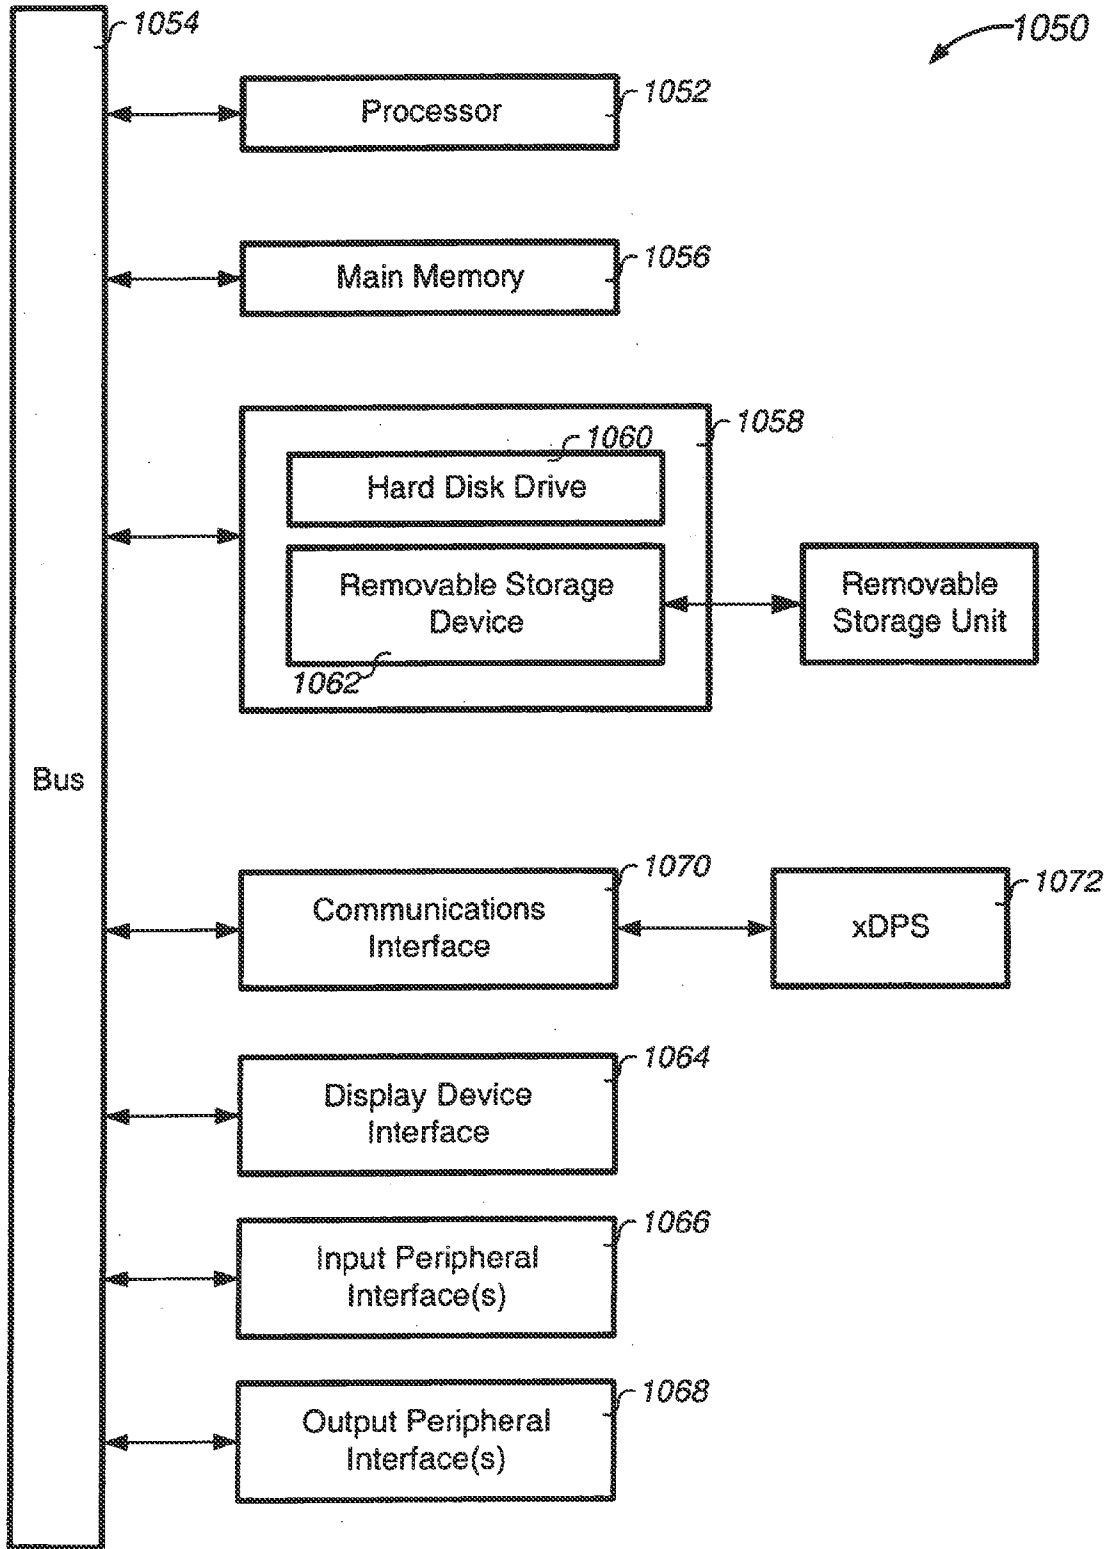 1054
1050
1052
Processor
1056
Main Memory
1058
1060
Hard Disk Drive
Removable Storage
Device
1062
Removable
Storage Unit
Bus
1070
Communications
Interface
1072
xDPS
1064
Display Device
Interface
1066
Input Peripheral
Interface(s)
1068
Output Peripheral
Interface(s)